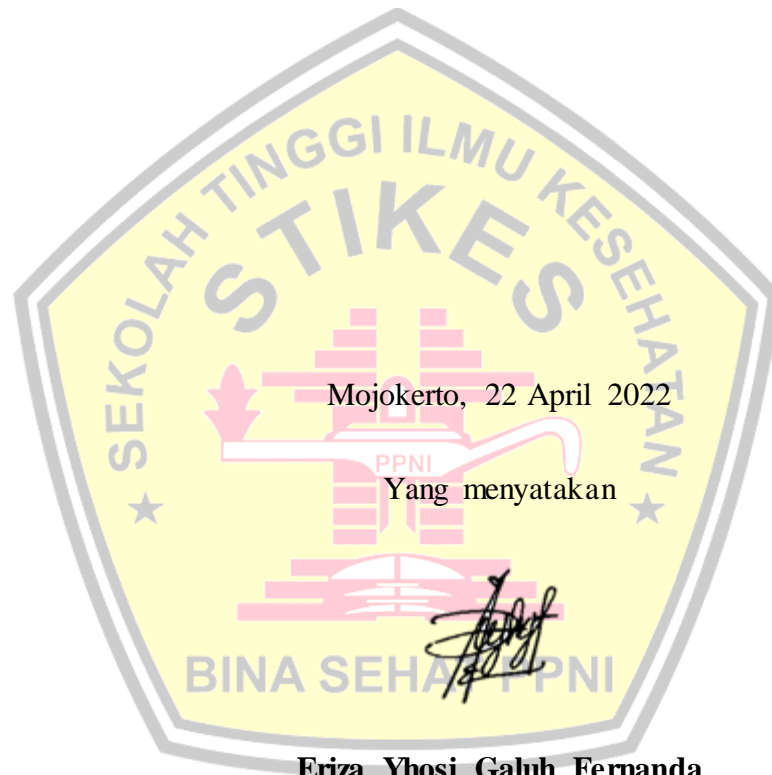 SEKOLAH TINGGI ILMU KESEHATAN
STIKES
Mojokerto, 22 April 2022
PPNI
Yang menyatakan
BINA SEHAT PPNI
Eriza Yhosi Galuh Fernanda